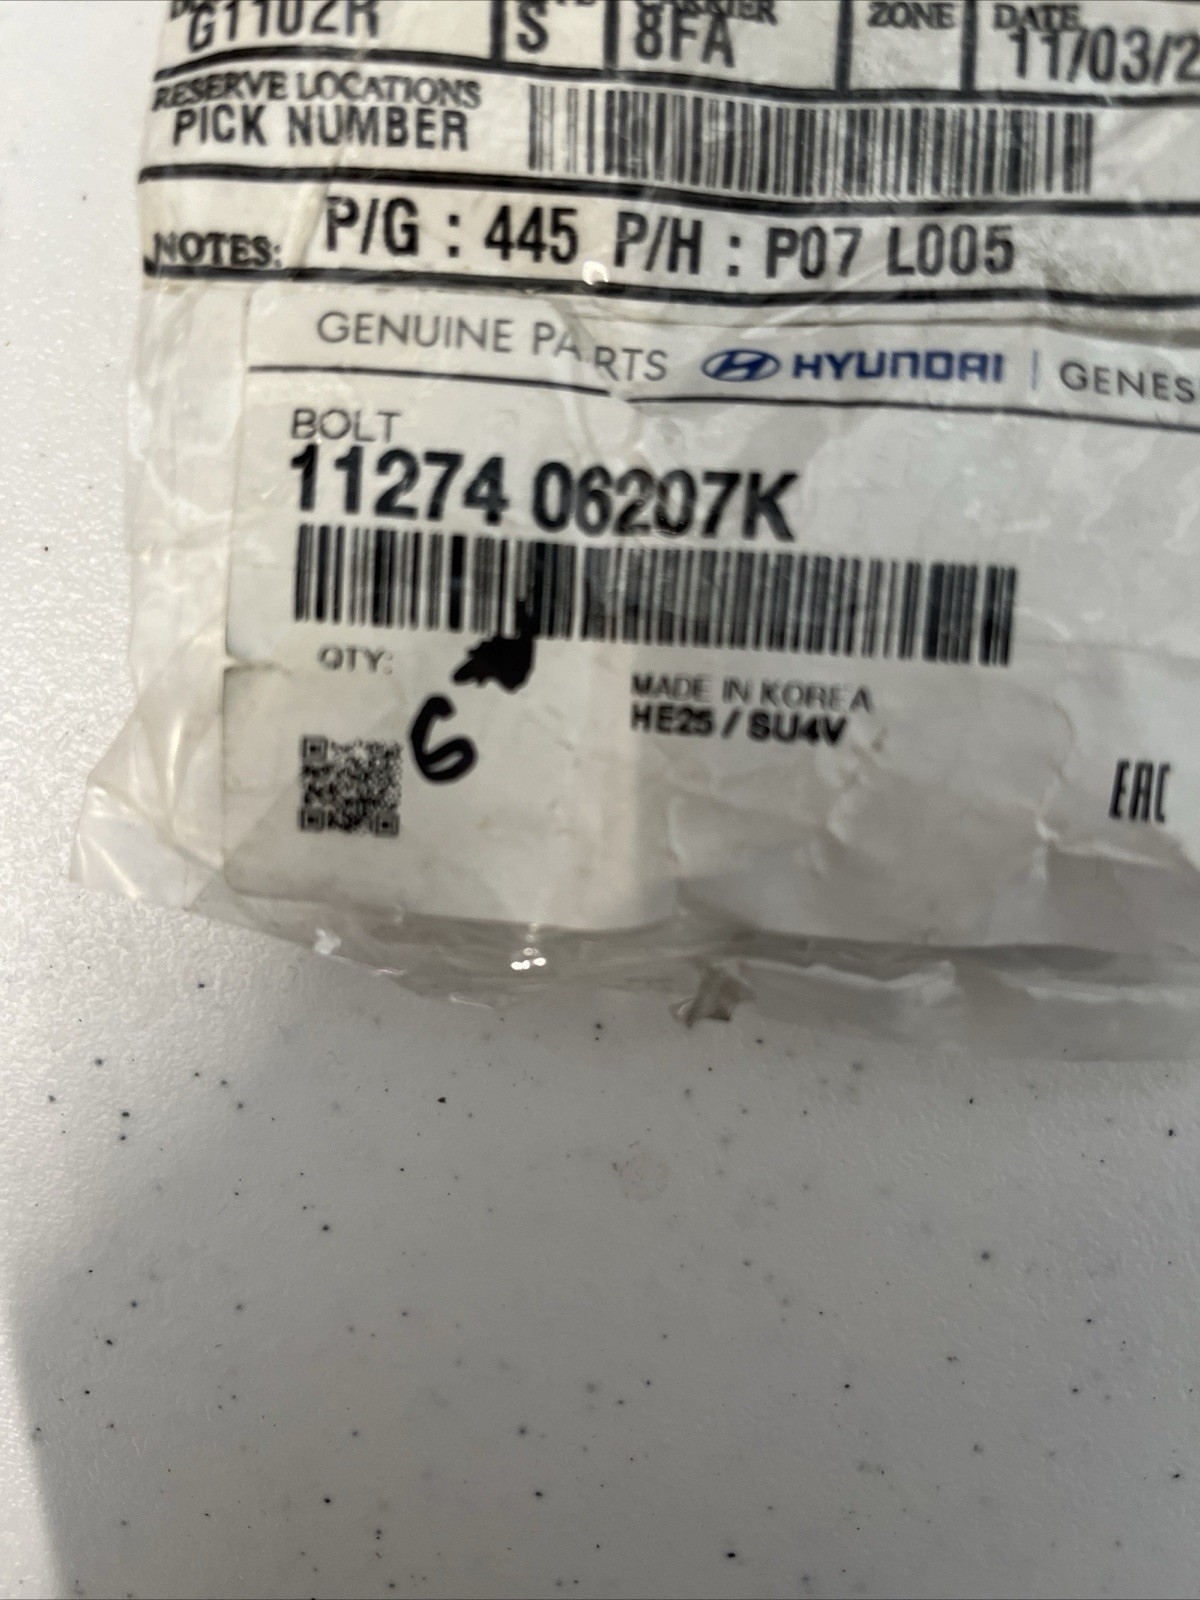 G1102R S 8FA CARRIER ZONE DATE 11/03/2
RESERVE LOCATIONS
PICK NUMBER
NOTES: P/G : 445 P/H : P07 L005
GENUINE PARTS HYUNDAI | GENES
BOLT
11274 06207K
QTY:
6
MADE IN KOREA
HE25 / SU4V
EAC